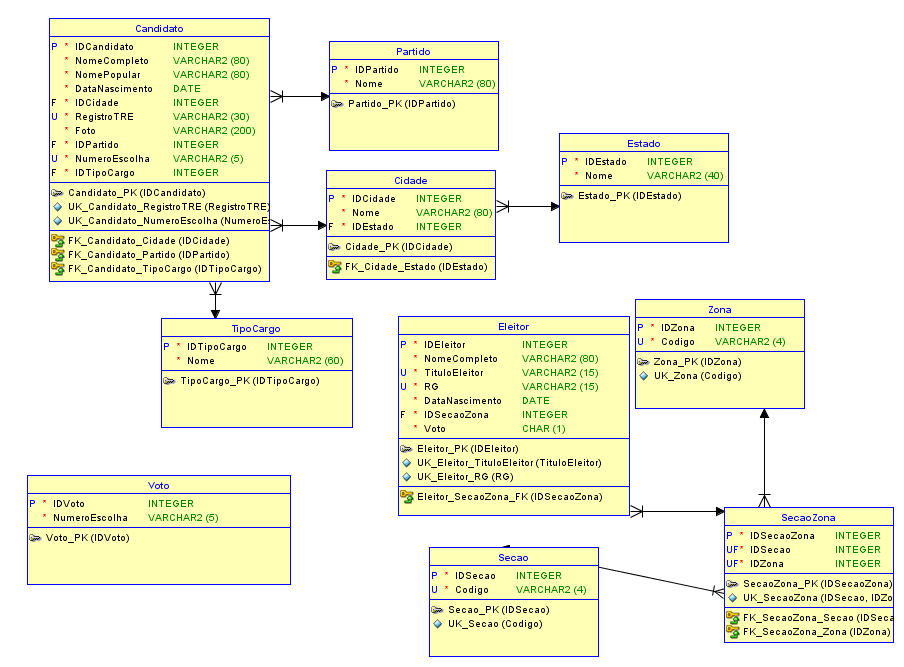 Candidato
P * IDCandidato INTEGER
* NomeCompleto VARCHAR2 (80)
* NomePopular VARCHAR2 (80)
* DataNascimento DATE
F * IDCidade INTEGER
U * RegistroTRE VARCHAR2 (30)
* Foto VARCHAR2 (200)
F * IDPartido INTEGER
U * NumeroEscolha VARCHAR2 (5)
F * IDTipoCargo INTEGER
Candidato_PK (IDCandidato)
UK_Candidato_RegistroTRE (RegistroTRE)
UK_Candidato_NumeroEscolha (NumeroEs
FK_Candidato_Cidade (IDCidade)
FK_Candidato_Partido (IDPartido)
FK_Candidato_TipoCargo (IDTipoCargo)
Partido
P * IDPartido INTEGER
* Nome VARCHAR2 (80)
Partido_PK (IDPartido)
Estado
P * IDEstado INTEGER
* Nome VARCHAR2 (40)
Estado_PK (IDEstado)
Cidade
P * IDCidade INTEGER
* Nome VARCHAR2 (80)
F * IDEstado INTEGER
Cidade_PK (IDCidade)
FK_Cidade_Estado (IDEstado)
TipoCargo
P * IDTipoCargo INTEGER
* Nome VARCHAR2 (60)
TipoCargo_PK (IDTipoCargo)
Eleitor
P * IDEleitor INTEGER
* NomeCompleto VARCHAR2 (80)
U * TituloEleitor VARCHAR2 (15)
U * RG VARCHAR2 (15)
* DataNascimento DATE
F * IDSecaoZona INTEGER
* Voto CHAR (1)
Eleitor_PK (IDEleitor)
UK_Eleitor_TituloEleitor (TituloEleitor)
UK_Eleitor_RG (RG)
Eleitor_SecaoZona_FK (IDSecaoZona)
Zona
P * IDZona INTEGER
U * Codigo VARCHAR2 (4)
Zona_PK (IDZona)
UK_Zona (Codigo)
Voto
P * IDVoto INTEGER
* NumeroEscolha VARCHAR2 (5)
Voto_PK (IDVoto)
Secao
P * IDSecao INTEGER
U * Codigo VARCHAR2 (4)
Secao_PK (IDSecao)
UK_Secao (Codigo)
SecaoZona
P * IDSecaoZona INTEGER
UF* IDSecao INTEGER
UF* IDZona INTEGER
SecaoZona_PK (IDSecaoZona)
UK_SecaoZona (IDSecao, IDZo
FK_SecaoZona_Secao (IDSeca
FK_SecaoZona_Zona (IDZona)